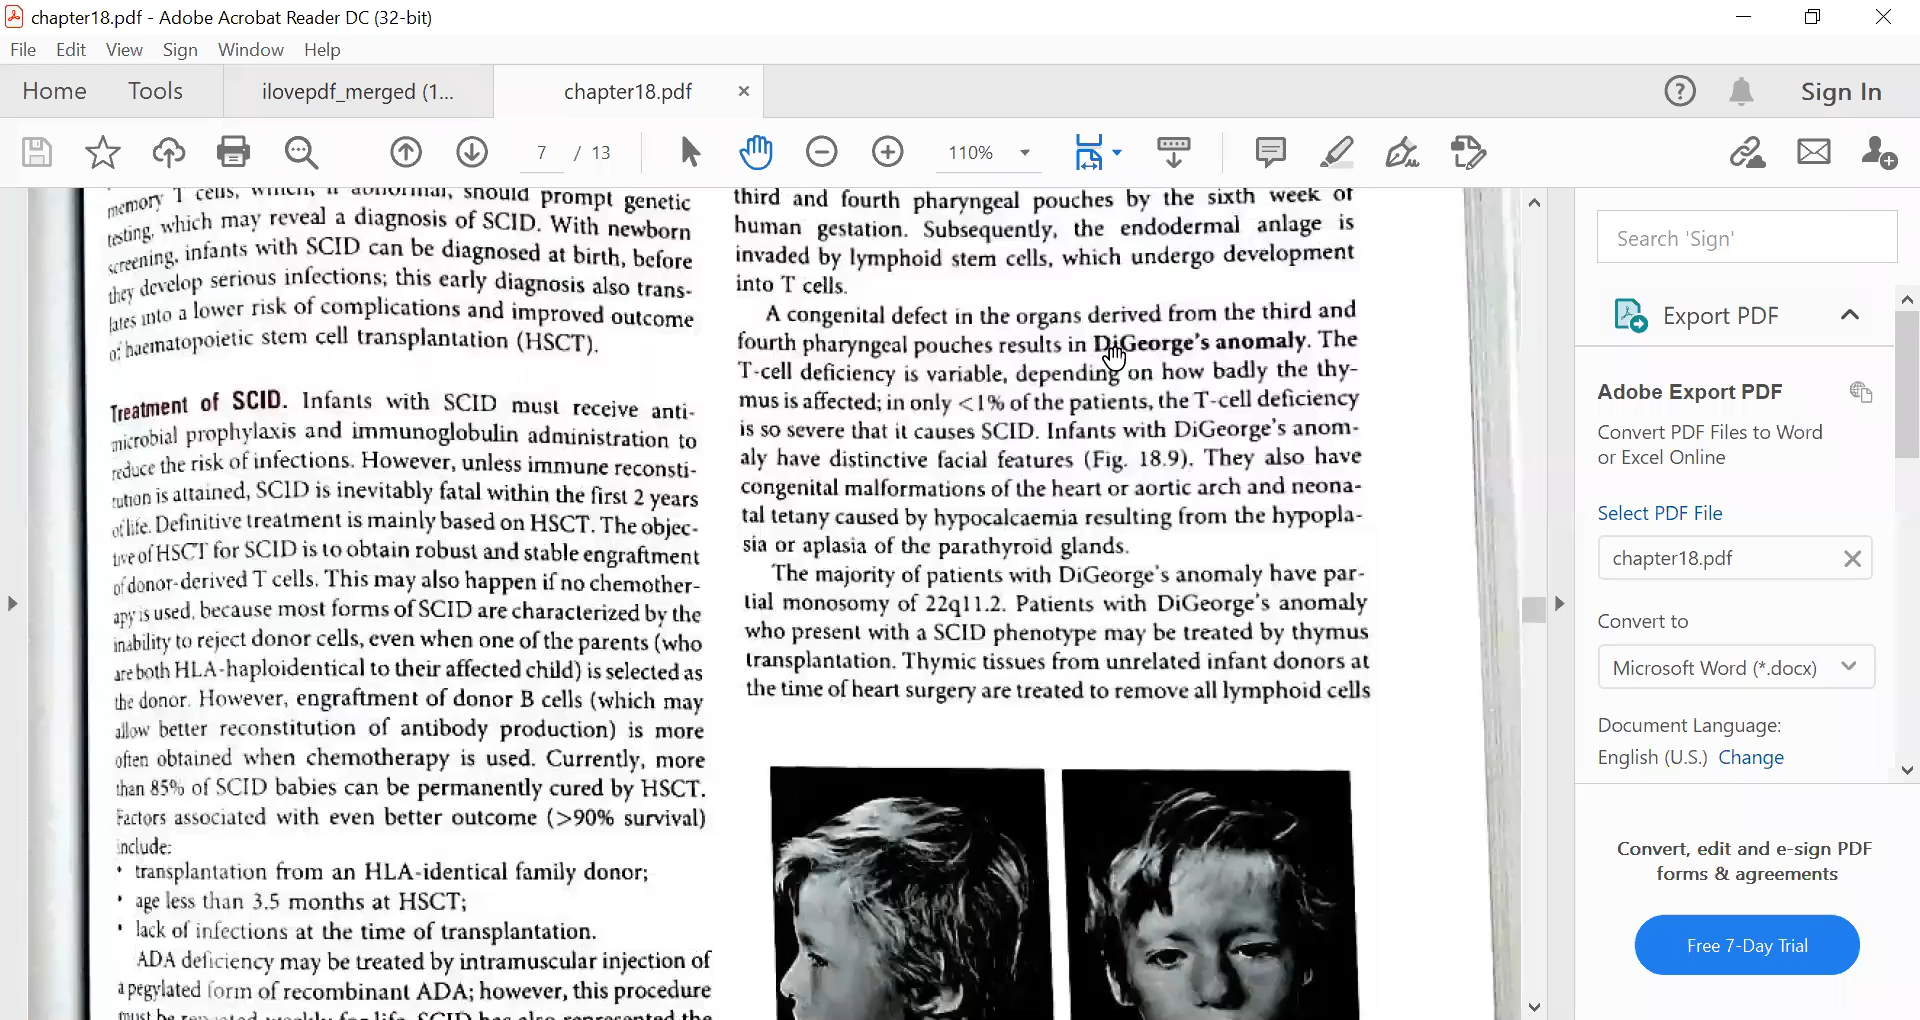 chapter18.pdf - Adobe Acrobat Reader DC (32-bit)
File Edit View Sign Window Help
Home Tools ilovepdf_merged (1... chapter18.pdf
Sign In
7 / 13
110%
memory T cells, which, if abnormal, should prompt genetic
testing, which may reveal a diagnosis of SCID. With newborn
screening, infants with SCID can be diagnosed at birth, before
they develop serious infections; this early diagnosis also trans-
lates into a lower risk of complications and improved outcome
of haematopoietic stem cell transplantation (HSCT).
Treatment of SCID. Infants with SCID must receive anti-
microbial prophylaxis and immunoglobulin administration to
reduce the risk of infections. However, unless immune reconsti-
tution is attained, SCID is inevitably fatal within the first 2 years
of life. Definitive treatment is mainly based on HSCT. The objec-
tive of HSCT for SCID is to obtain robust and stable engraftment
of donor-derived T cells. This may also happen if no chemother-
apy is used, because most forms of SCID are characterized by the
inability to reject donor cells, even when one of the parents (who
are both HLA-haploidentical to their affected child) is selected as
the donor. However, engraftment of donor B cells (which may
allow better reconstitution of antibody production) is more
often obtained when chemotherapy is used. Currently, more
than 85% of SCID babies can be permanently cured by HSCT.
Factors associated with even better outcome (>90% survival)
include:
• transplantation from an HLA-identical family donor;
• age less than 3.5 months at HSCT;
• lack of infections at the time of transplantation.
ADA deficiency may be treated by intramuscular injection of
a pegylated form of recombinant ADA; however, this procedure
must be repeated weekly for life. SCID has also represented the
third and fourth pharyngeal pouches by the sixth week of
human gestation. Subsequently, the endodermal anlage is
invaded by lymphoid stem cells, which undergo development
into T cells.
A congenital defect in the organs derived from the third and
fourth pharyngeal pouches results in DiGeorge's anomaly. The
T-cell deficiency is variable, depending on how badly the thy-
mus is affected; in only <1% of the patients, the T-cell deficiency
is so severe that it causes SCID. Infants with DiGeorge's anom-
aly have distinctive facial features (Fig. 18.9). They also have
congenital malformations of the heart or aortic arch and neona-
tal tetany caused by hypocalcaemia resulting from the hypopla-
sia or aplasia of the parathyroid glands.
The majority of patients with DiGeorge's anomaly have par-
tial monosomy of 22q11.2. Patients with DiGeorge's anomaly
who present with a SCID phenotype may be treated by thymus
transplantation. Thymic tissues from unrelated infant donors at
the time of heart surgery are treated to remove all lymphoid cells
Search 'Sign'
Export PDF
Adobe Export PDF
Convert PDF Files to Word
or Excel Online
Select PDF File
chapter18.pdf
Convert to
Microsoft Word (*.docx)
Document Language:
English (U.S.) Change
Convert, edit and e-sign PDF
forms & agreements
Free 7-Day Trial